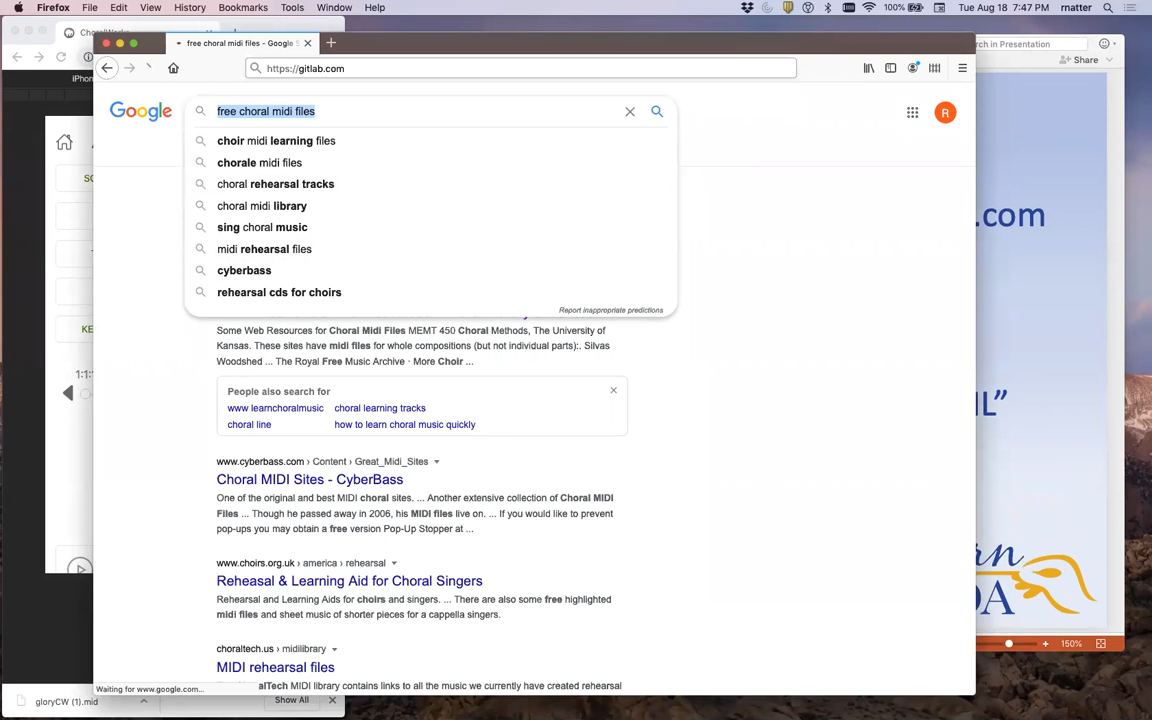 Firefox File Edit View History Bookmarks Tools Window Help 100% Tue Aug 18 7:47 PM rnatter
free choral midi files - Google S
https://gitlab.com
Search in Presentation
Share
iPhone
Google free choral midi files R
choir midi learning files
chorale midi files
choral rehearsal tracks
choral midi library
sing choral music
midi rehearsal files
cyberbass
rehearsal cds for choirs
Report inappropriate predictions
.com
Some Web Resources for Choral Midi Files MEMT 450 Choral Methods, The University of
Kansas. These sites have midi files for whole compositions (but not individual parts):. Silvas
Woodshed ... The Royal Free Music Archive · More Choir ...
KE
1:1:
People also search for
www learnchoralmusic choral learning tracks
choral line how to learn choral music quickly
www.cyberbass.com › Content › Great_Midi_Sites
Choral MIDI Sites - CyberBass
One of the original and best MIDI choral sites. ... Another extensive collection of Choral MIDI
Files ... Though he passed away in 2006, his MIDI files live on. ... If you would like to prevent
pop-ups you may obtain a free version Pop-Up Stopper at ...
www.choirs.org.uk › america › rehearsal
Reheasal & Learning Aid for Choral Singers
Rehearsal and Learning Aids for choirs and singers. ... There are also some free highlighted
midi files and sheet music of shorter pieces for a cappella singers.
choraltech.us › midilibrary
MIDI rehearsal files
MIDI library contains links to all the music we currently have created rehearsal
Waiting for www.google.com...
gloryCW (1).mid Show All
150%